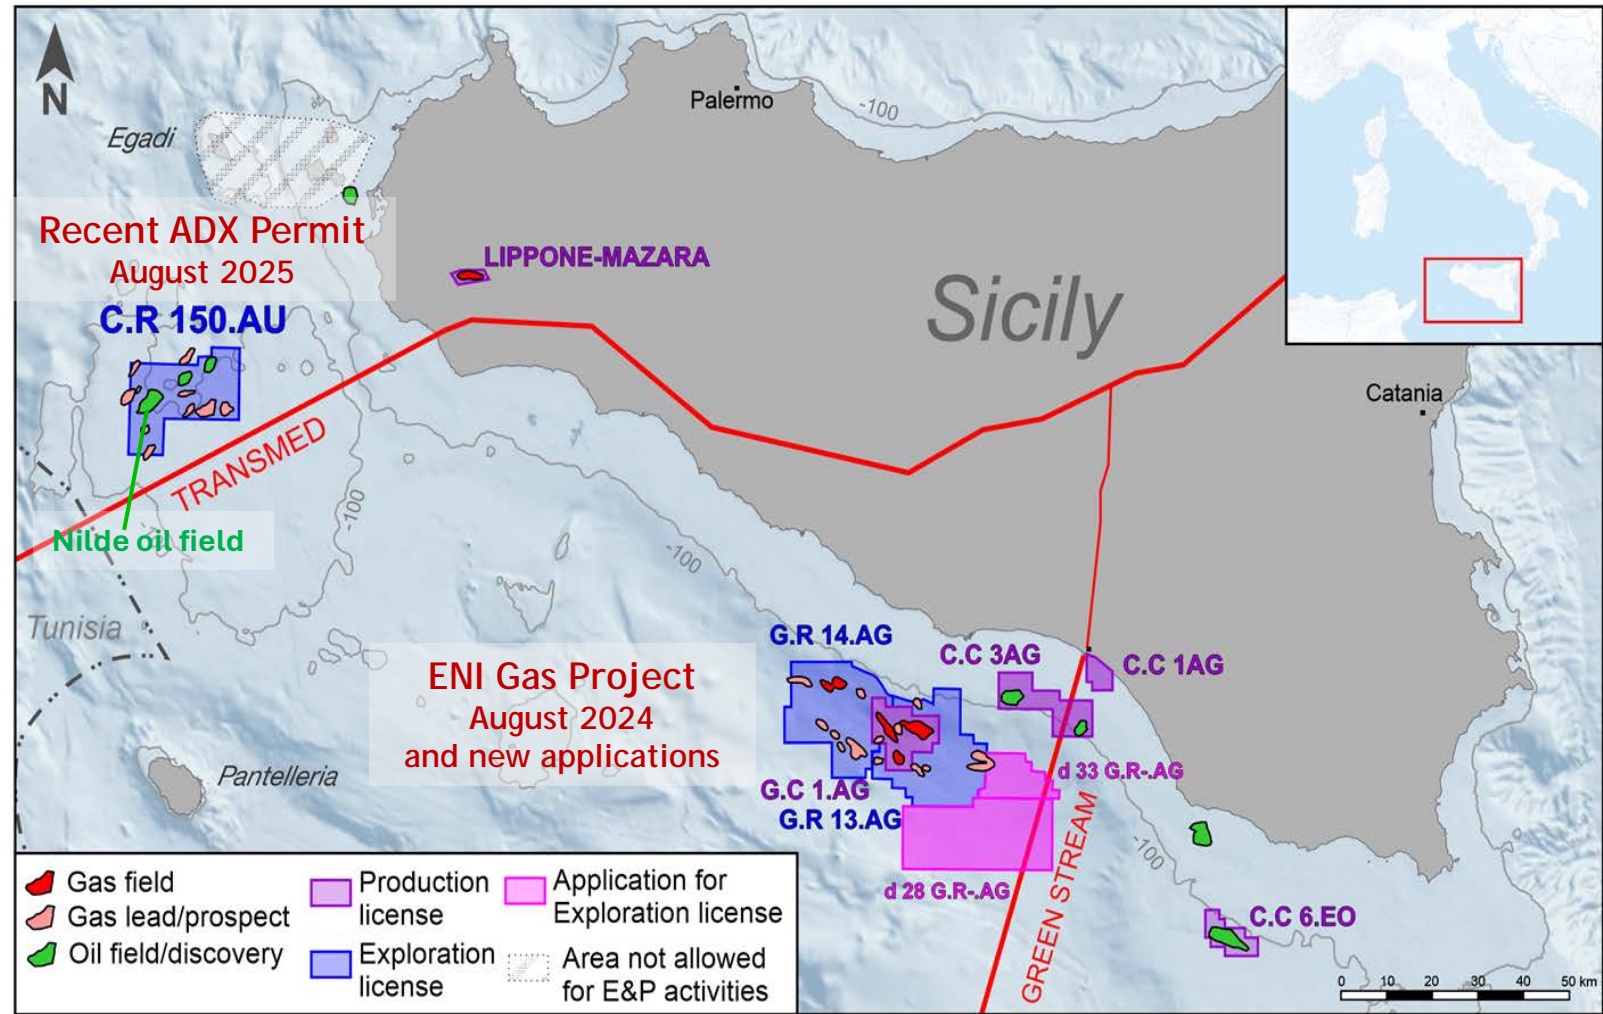 N
Egadi
Palermo
-100
Recent ADX Permit
August 2025
C.R 150.AU
LIPPONE-MAZARA
Sicily
Catania
TRANSMED
-100
Nilde oil field
-100
Tunisia
ENI Gas Project
August 2024
and new applications
Pantelleria
G.R 14.AG
C.C 3AG
C.C 1AG
G.C 1.AG
G.R 13.AG
d 33 G.R-.AG
d 28 G.R-.AG
GREEN STREAM
-100
C.C 6.EO
Gas field
Gas lead/prospect
Oil field/discovery
Production
license
Exploration
license
Application for
Exploration license
Area not allowed
for E&P activities
0 10 20 30 40 50 km